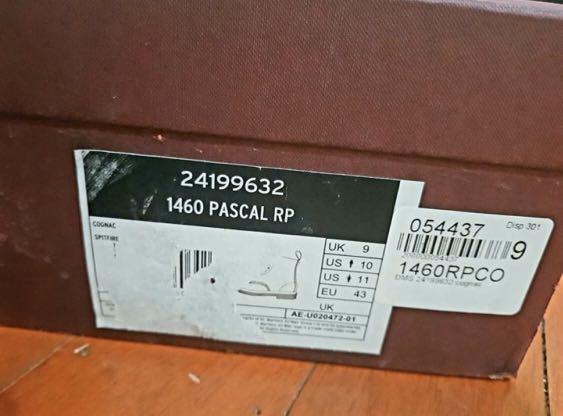 24199632
1460 PASCAL RP
COGNAC
SPITFIRE
UK 9
US 10
US 11
EU 43
UK
AE-U020472-01
054437
Disp 301
9
1460RPCO
DMS 24199632 cognac